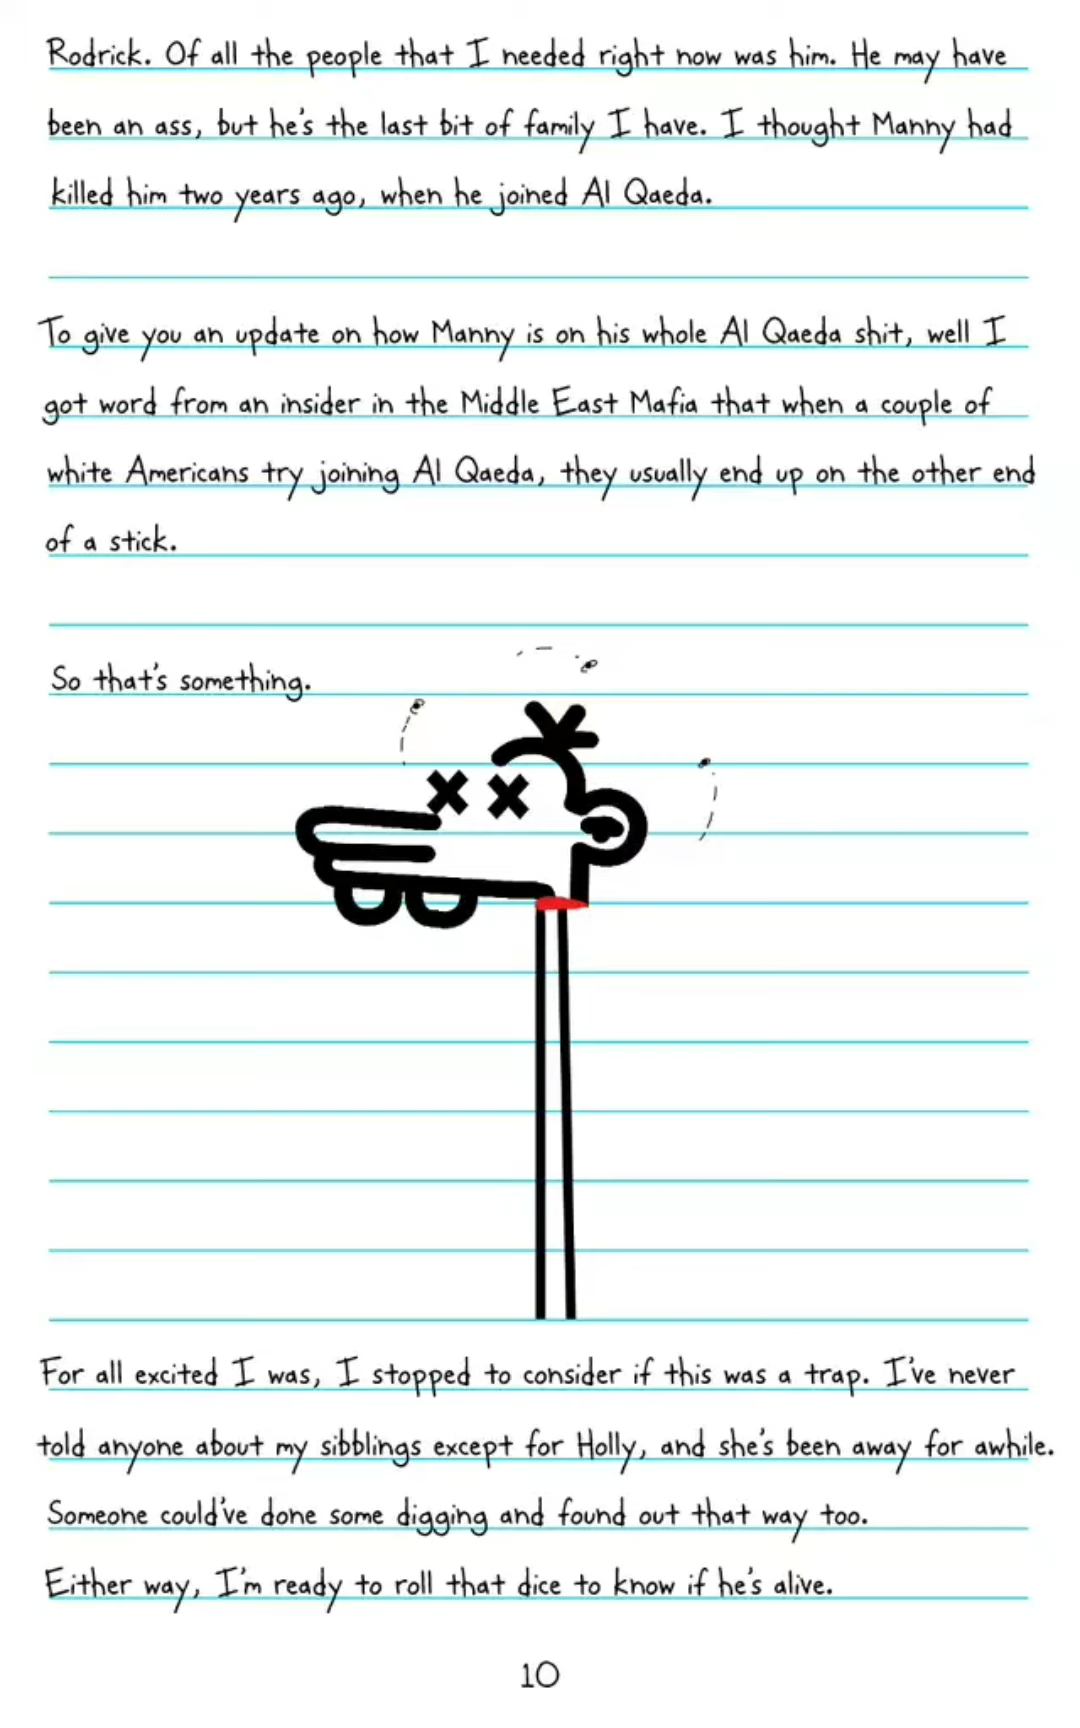 Rodrick. Of all the people that I needed right now was him. He may have
been an ass, but he's the last bit of family I have. I thought Manny had
killed him two years ago, when he joined Al Qaeda.
To give you an update on how Manny is on his whole Al Qaeda shit, well I
got word from an insider in the Middle East Mafia that when a couple of
white Americans try joining Al Qaeda, they usually end up on the other end
of a stick.
So that's something.
For all excited I was, I stopped to consider if this was a trap. I've never
told anyone about my sibblings except for Holly, and she's been away for awhile.
Someone could've done some digging and found out that way too.
Either way, I'm ready to roll that dice to know if he's alive.
10